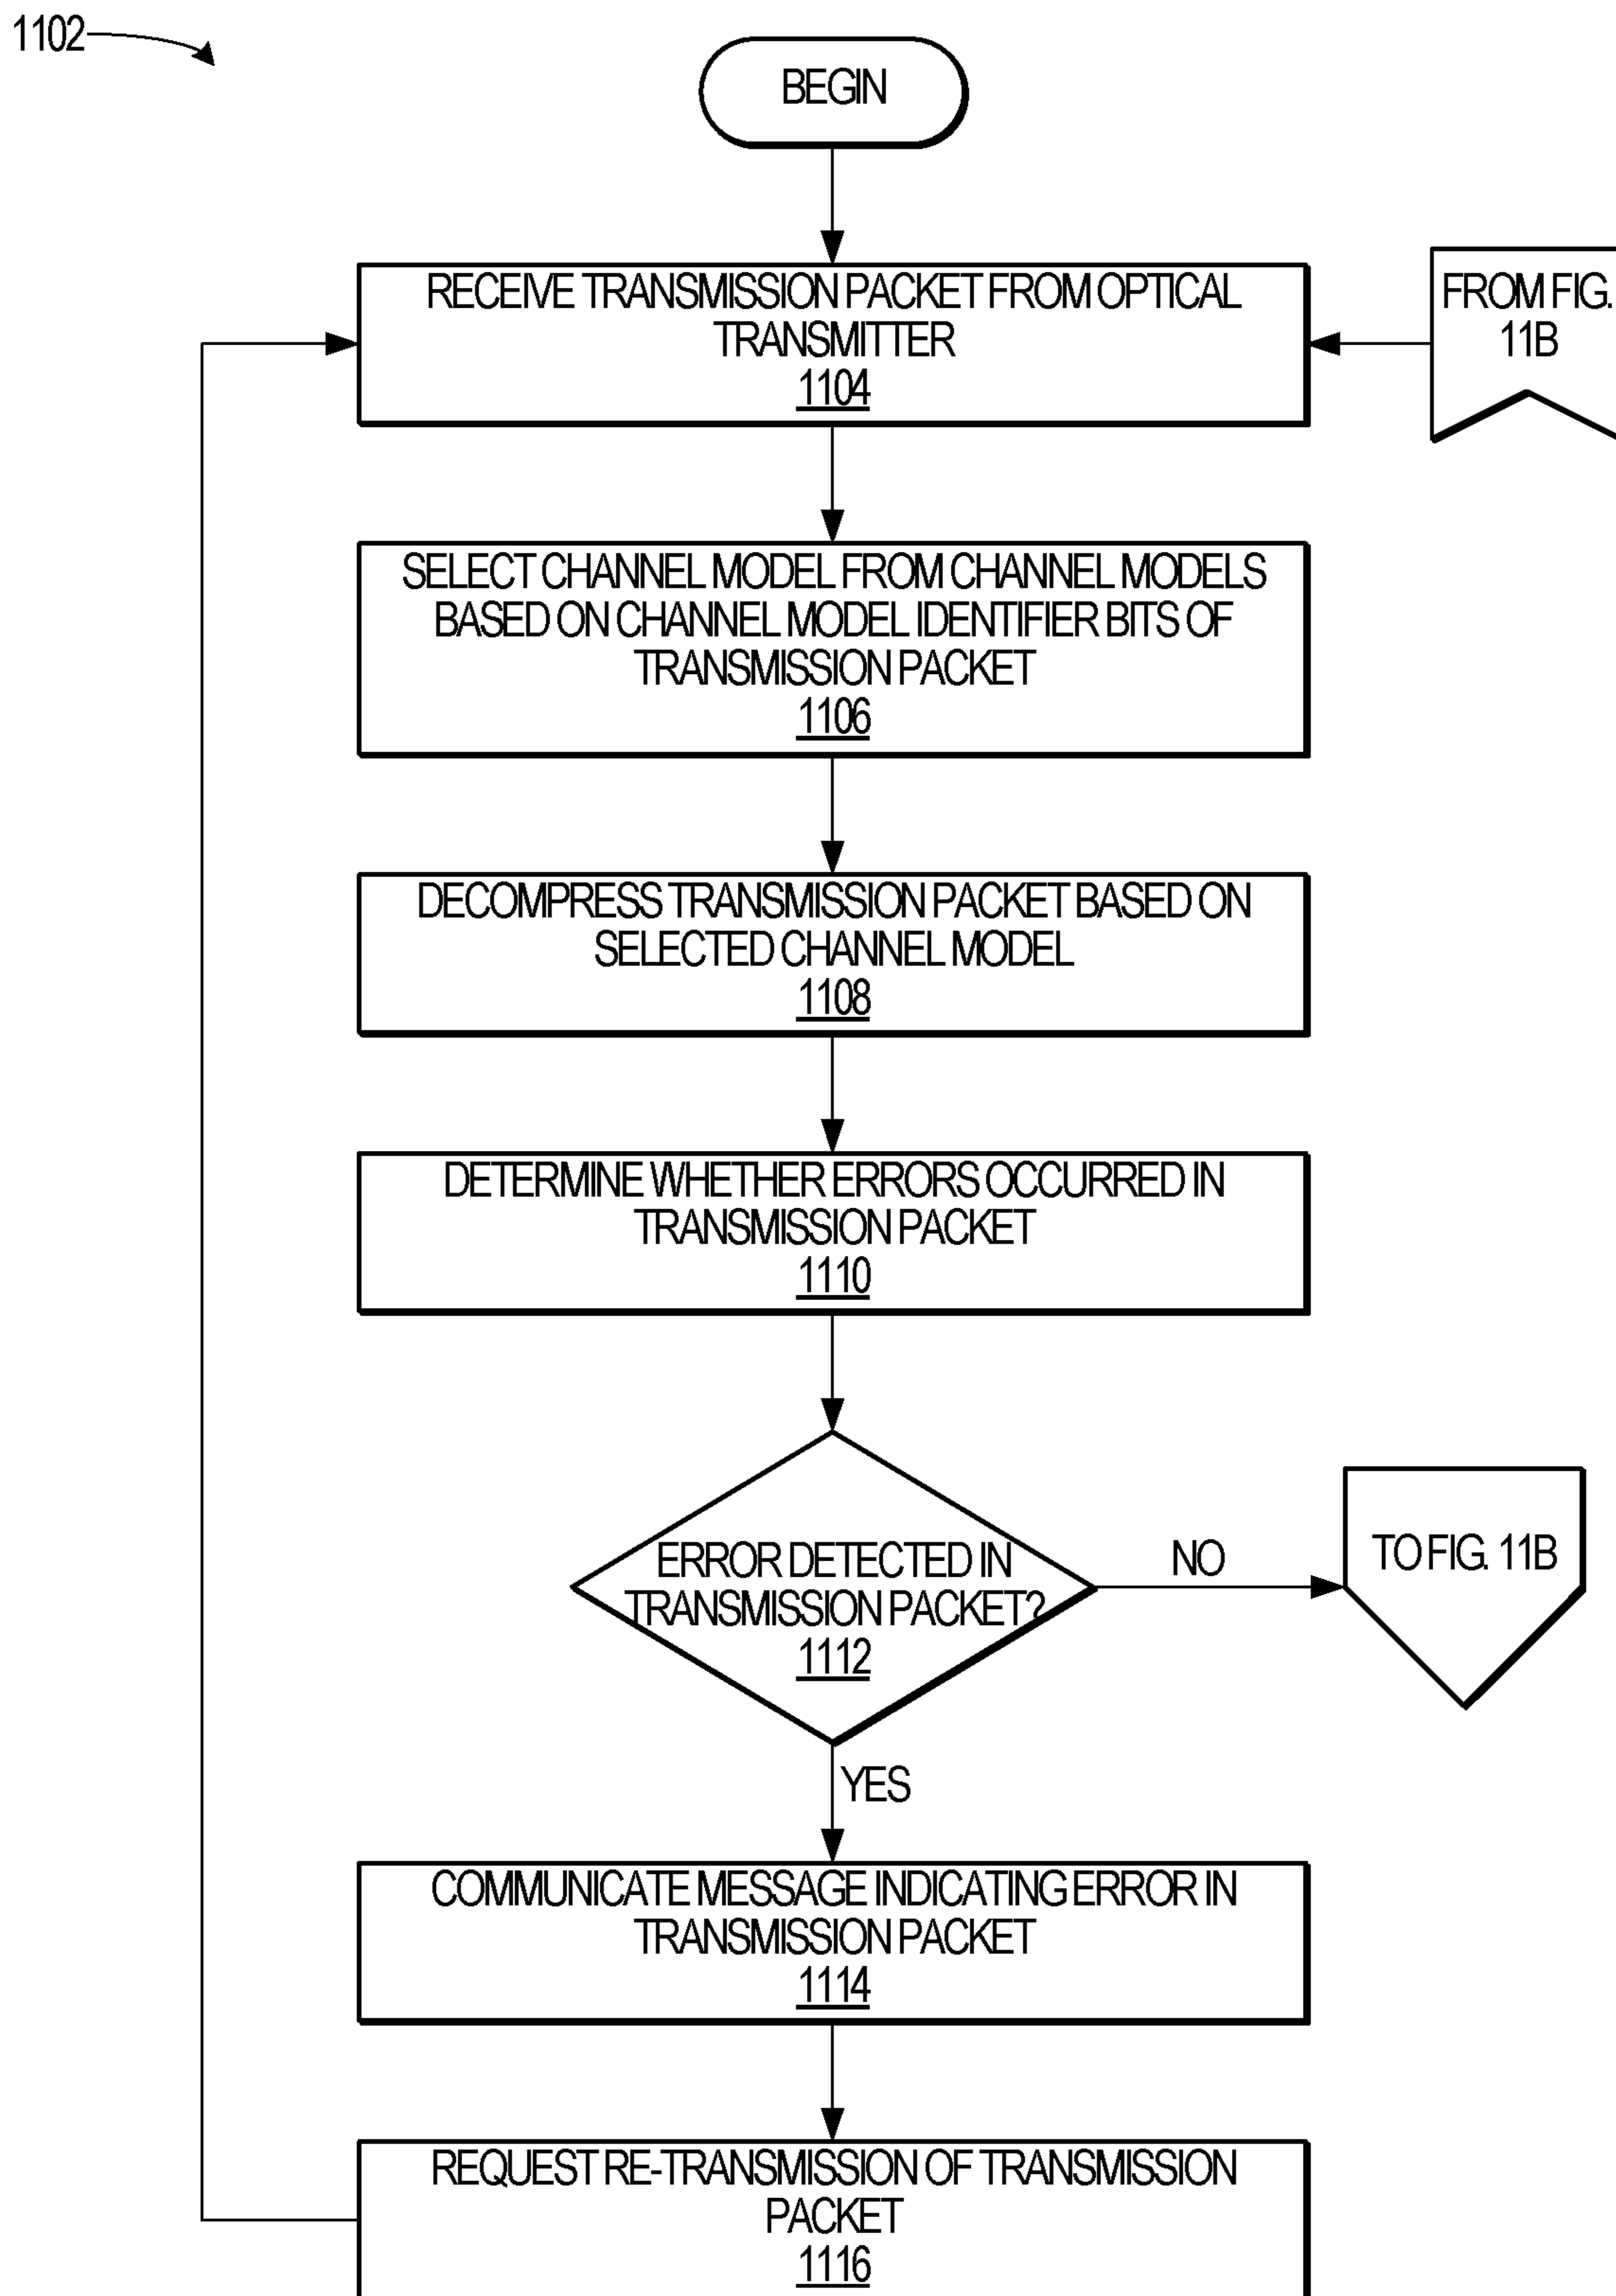 1102
BEGIN
RECEIVE TRANSMISSION PACKET FROM OPTICAL
TRANSMITTER
1104
FROM FIG.
11B
SELECT CHANNEL MODEL FROM CHANNEL MODELS
BASED ON CHANNEL MODEL IDENTIFIER BITS OF
TRANSMISSION PACKET
1106
DECOMPRESS TRANSMISSION PACKET BASED ON
SELECTED CHANNEL MODEL
1108
DETERMINE WHETHER ERRORS OCCURRED IN
TRANSMISSION PACKET
1110
ERROR DETECTED IN
TRANSMISSION PACKET?
1112
NO
TO FIG. 11B
YES
COMMUNICATE MESSAGE INDICATING ERROR IN
TRANSMISSION PACKET
1114
REQUEST RE-TRANSMISSION OF TRANSMISSION
PACKET
1116